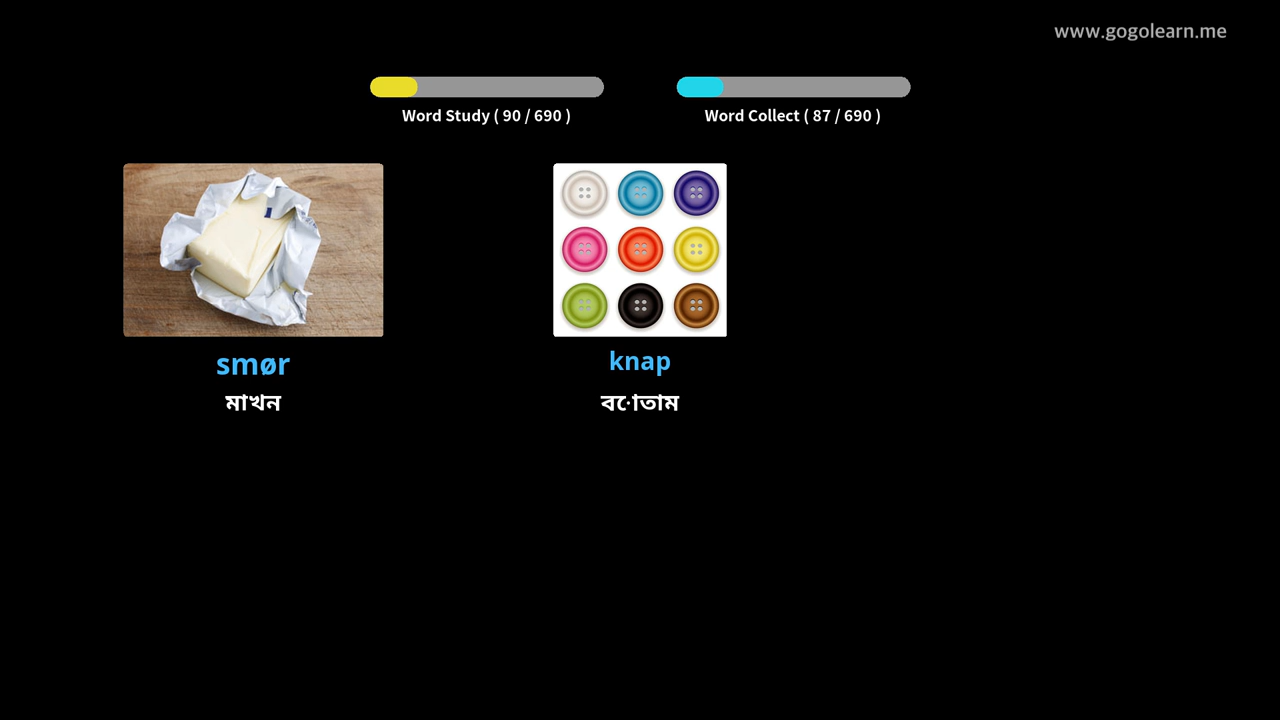 www.gogolearn.me
Word Study ( 90 / 690 )
Word Collect ( 87 / 690 )
smør
knap
মাখন
বোতাম